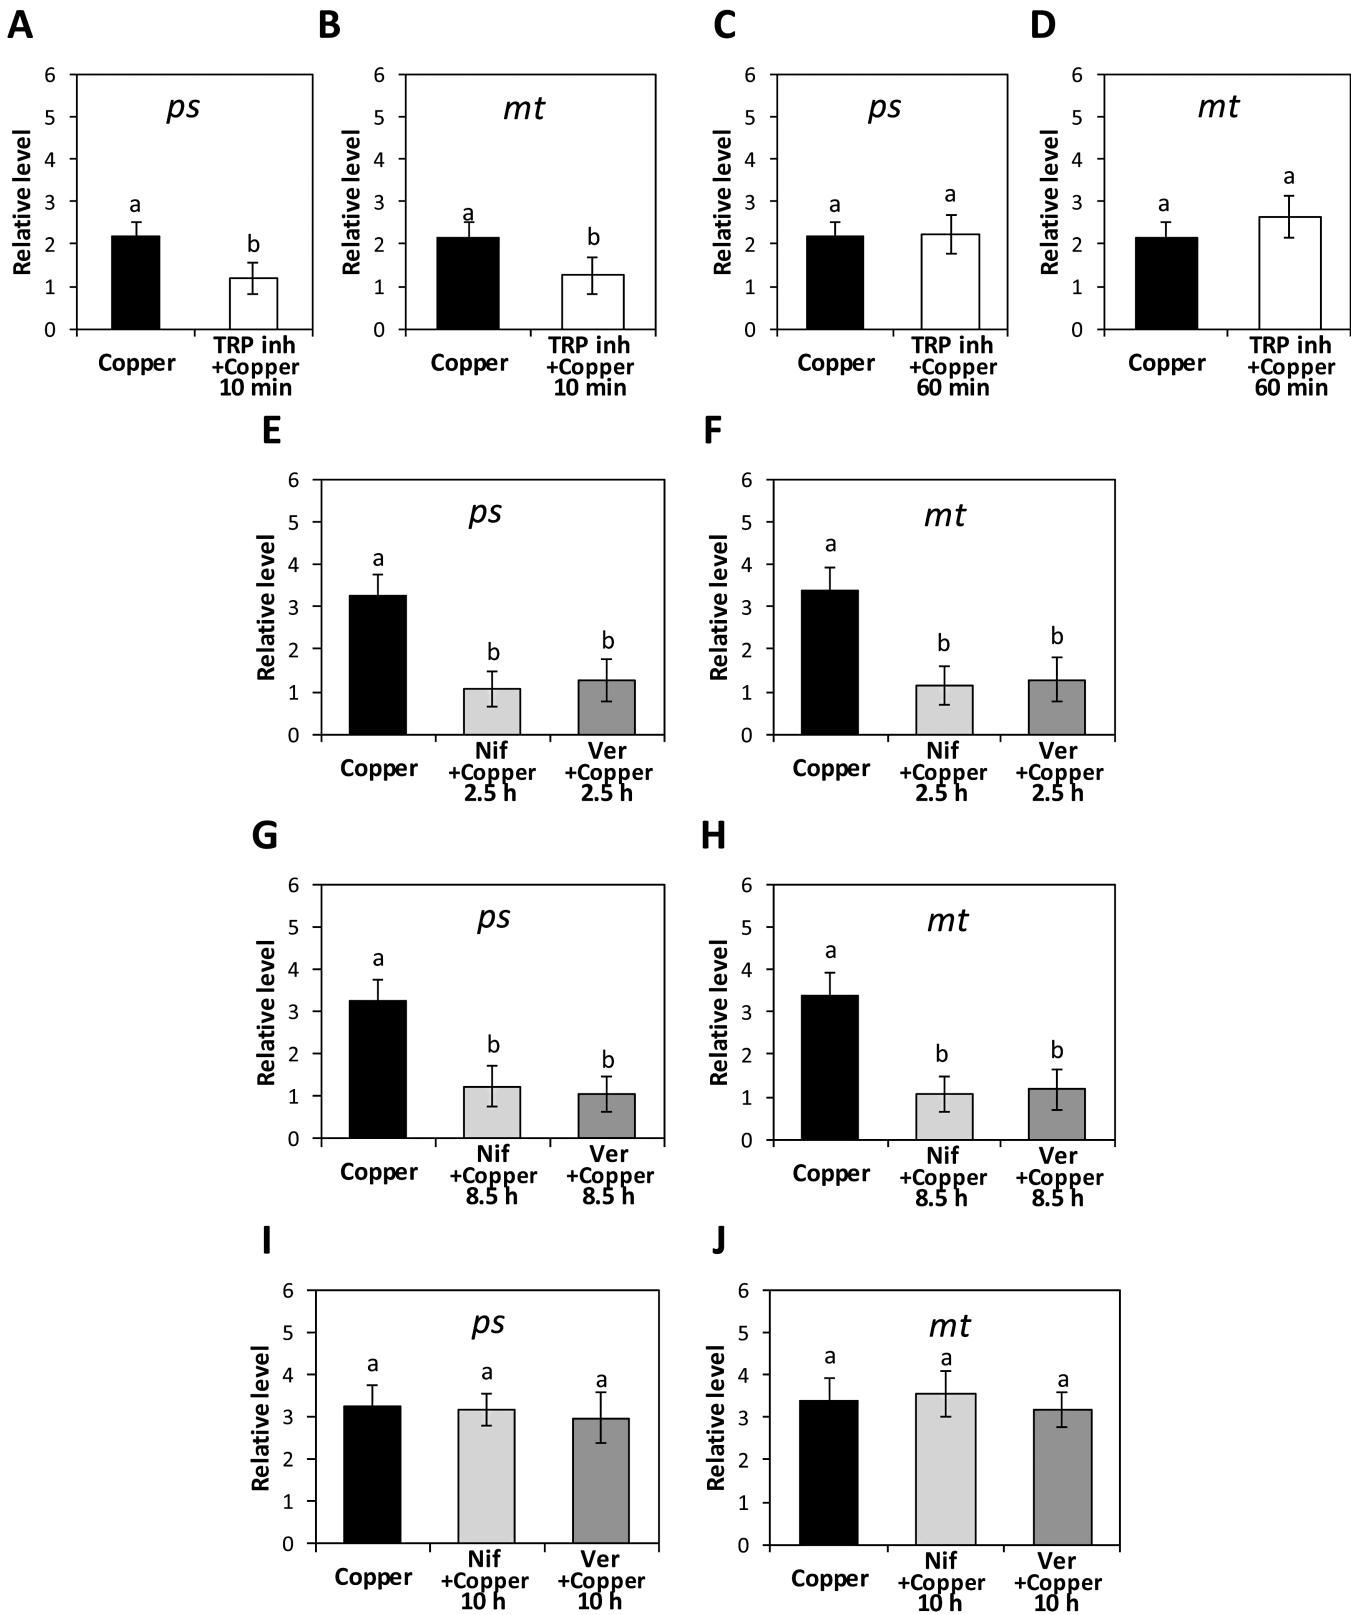 A
B
C
D
6
5
4
3
2
1
0
Relative level
ps
a
b
Copper
TRP inh
+Copper
10 min
6
5
4
3
2
1
0
Relative level
mt
a
b
Copper
TRP inh
+Copper
10 min
6
5
4
3
2
1
0
Relative level
ps
a
a
Copper
TRP inh
+Copper
60 min
6
5
4
3
2
1
0
Relative level
mt
a
a
Copper
TRP inh
+Copper
60 min
E
6
5
4
3
2
1
0
Relative level
ps
a
b
b
Copper
Nif
+Copper
2.5 h
Ver
+Copper
2.5 h
F
6
5
4
3
2
1
0
Relative level
mt
a
b
b
Copper
Nif
+Copper
2.5 h
Ver
+Copper
2.5 h
G
6
5
4
3
2
1
0
Relative level
ps
a
b
b
Copper
Nif
+Copper
8.5 h
Ver
+Copper
8.5 h
H
6
5
4
3
2
1
0
Relative level
mt
a
b
b
Copper
Nif
+Copper
8.5 h
Ver
+Copper
8.5 h
I
6
5
4
3
2
1
0
Relative level
ps
a
a
a
Copper
Nif
+Copper
10 h
Ver
+Copper
10 h
J
6
5
4
3
2
1
0
Relative level
mt
a
a
a
Copper
Nif
+Copper
10 h
Ver
+Copper
10 h